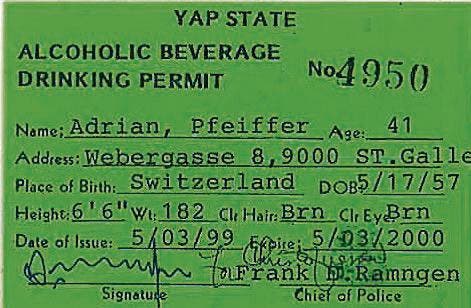 YAP STATE
ALCOHOLIC BEVERAGE
DRINKING PERMIT No 4950
Name; Adrian, Pfeiffer Age: 41
Address: Webergasse 8,9000 ST.Galle
Place of Birth: Switzerland DOB 5/17/57
Height: 6'6" Wt: 182 Clr Hair: Brn Clr Eye Brn
Date of Issue: 5/03/99 Expire; 5/03/2000
Frank D. Ramngen
Signature Chief of Police